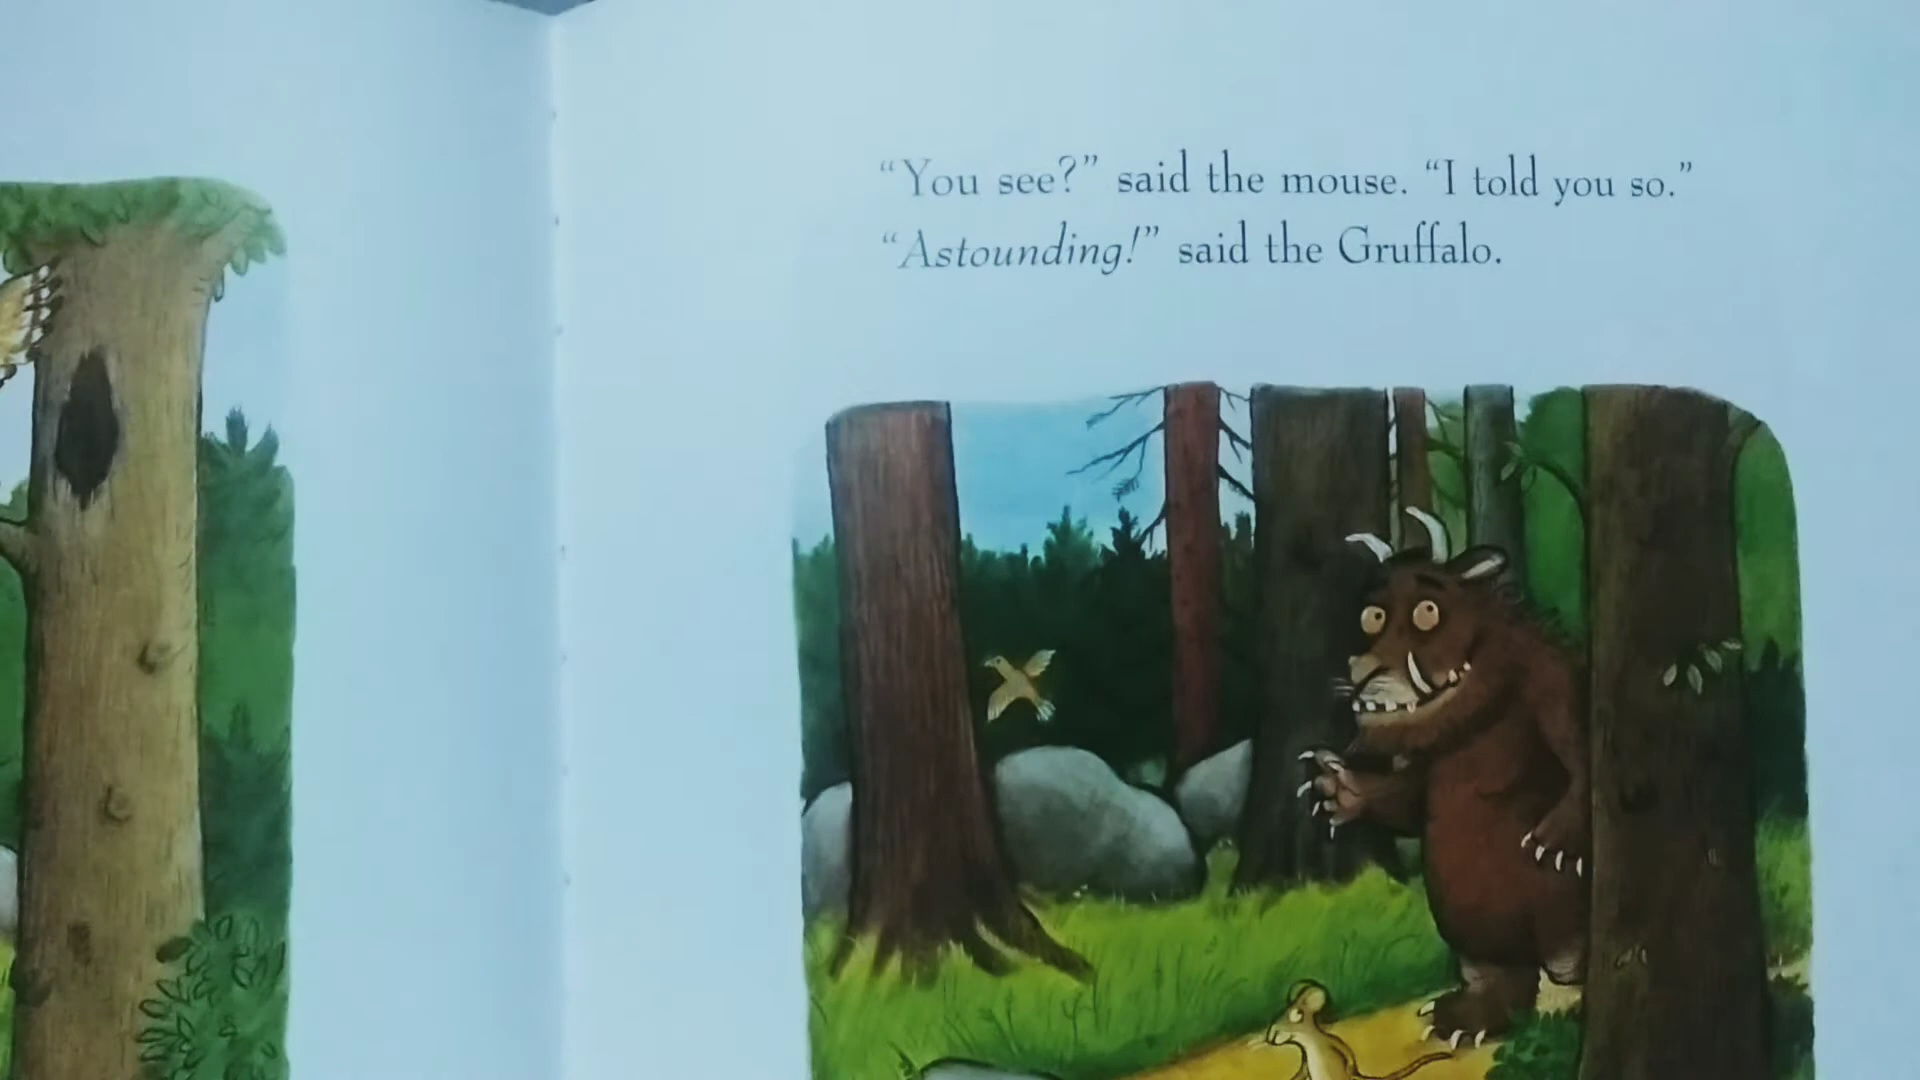 “You see?” said the mouse. “I told you so.”
“Astounding!” said the Gruffalo.